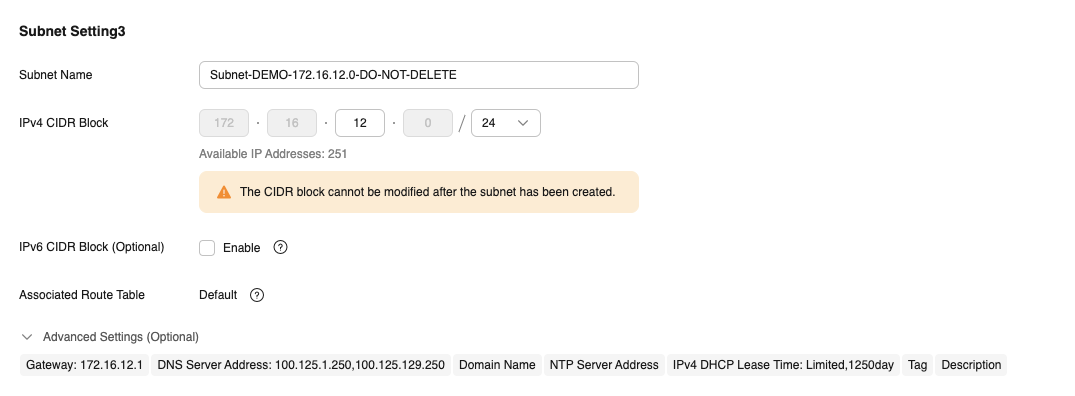 Subnet Setting3
Subnet Name Subnet-DEMO-172.16.12.0-DO-NOT-DELETE
IPv4 CIDR Block 172 · 16 · 12 · 0 / 24
Available IP Addresses: 251
The CIDR block cannot be modified after the subnet has been created.
IPv6 CIDR Block (Optional) Enable ?
Associated Route Table Default ?
Advanced Settings (Optional)
Gateway: 172.16.12.1 DNS Server Address: 100.125.1.250,100.125.129.250 Domain Name NTP Server Address IPv4 DHCP Lease Time: Limited,1250day Tag Description